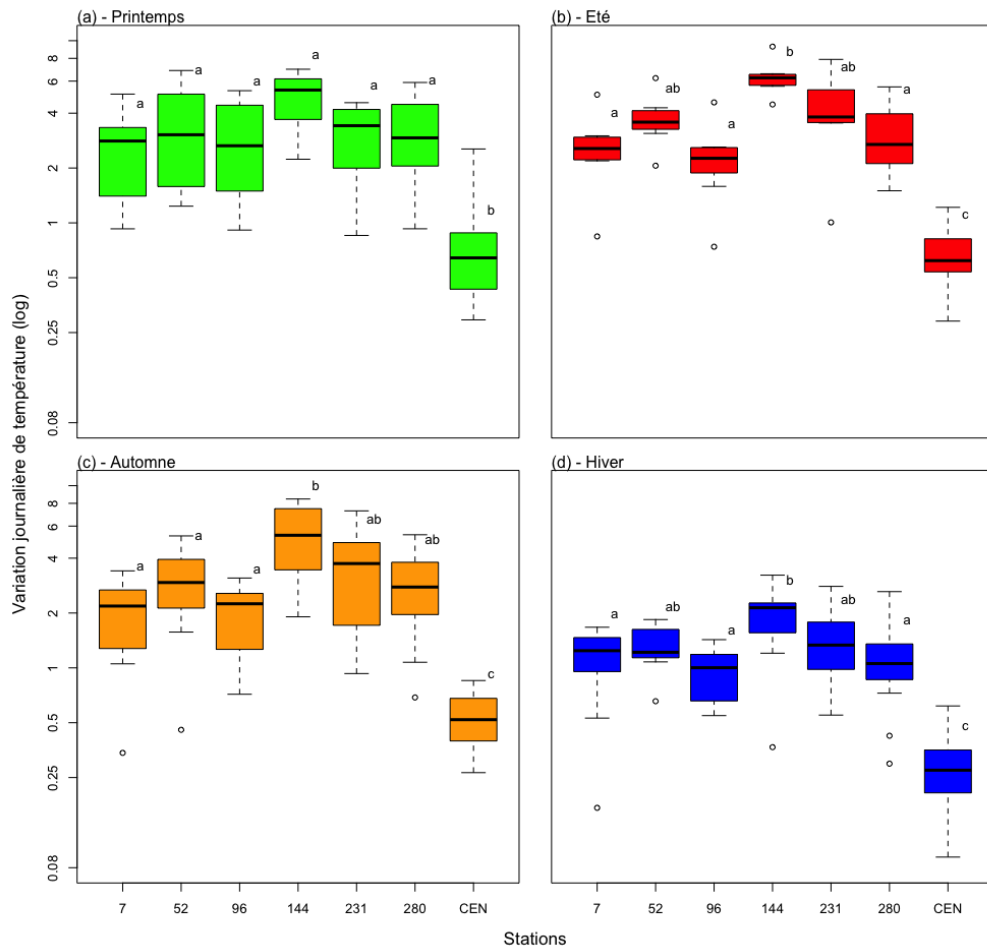 (a) - Printemps
8
6
4
2
1
0.5
0.25
0.08
a
a
a
a
a
a
b
(b) - Eté
a
ab
a
b
ab
a
c
Variation journalière de température (log)
(c) - Automne
8
6
4
2
1
0.5
0.25
0.08
a
a
a
b
ab
ab
c
7 52 96 144 231 280 CEN
(d) - Hiver
a
ab
a
b
ab
a
c
7 52 96 144 231 280 CEN
Stations